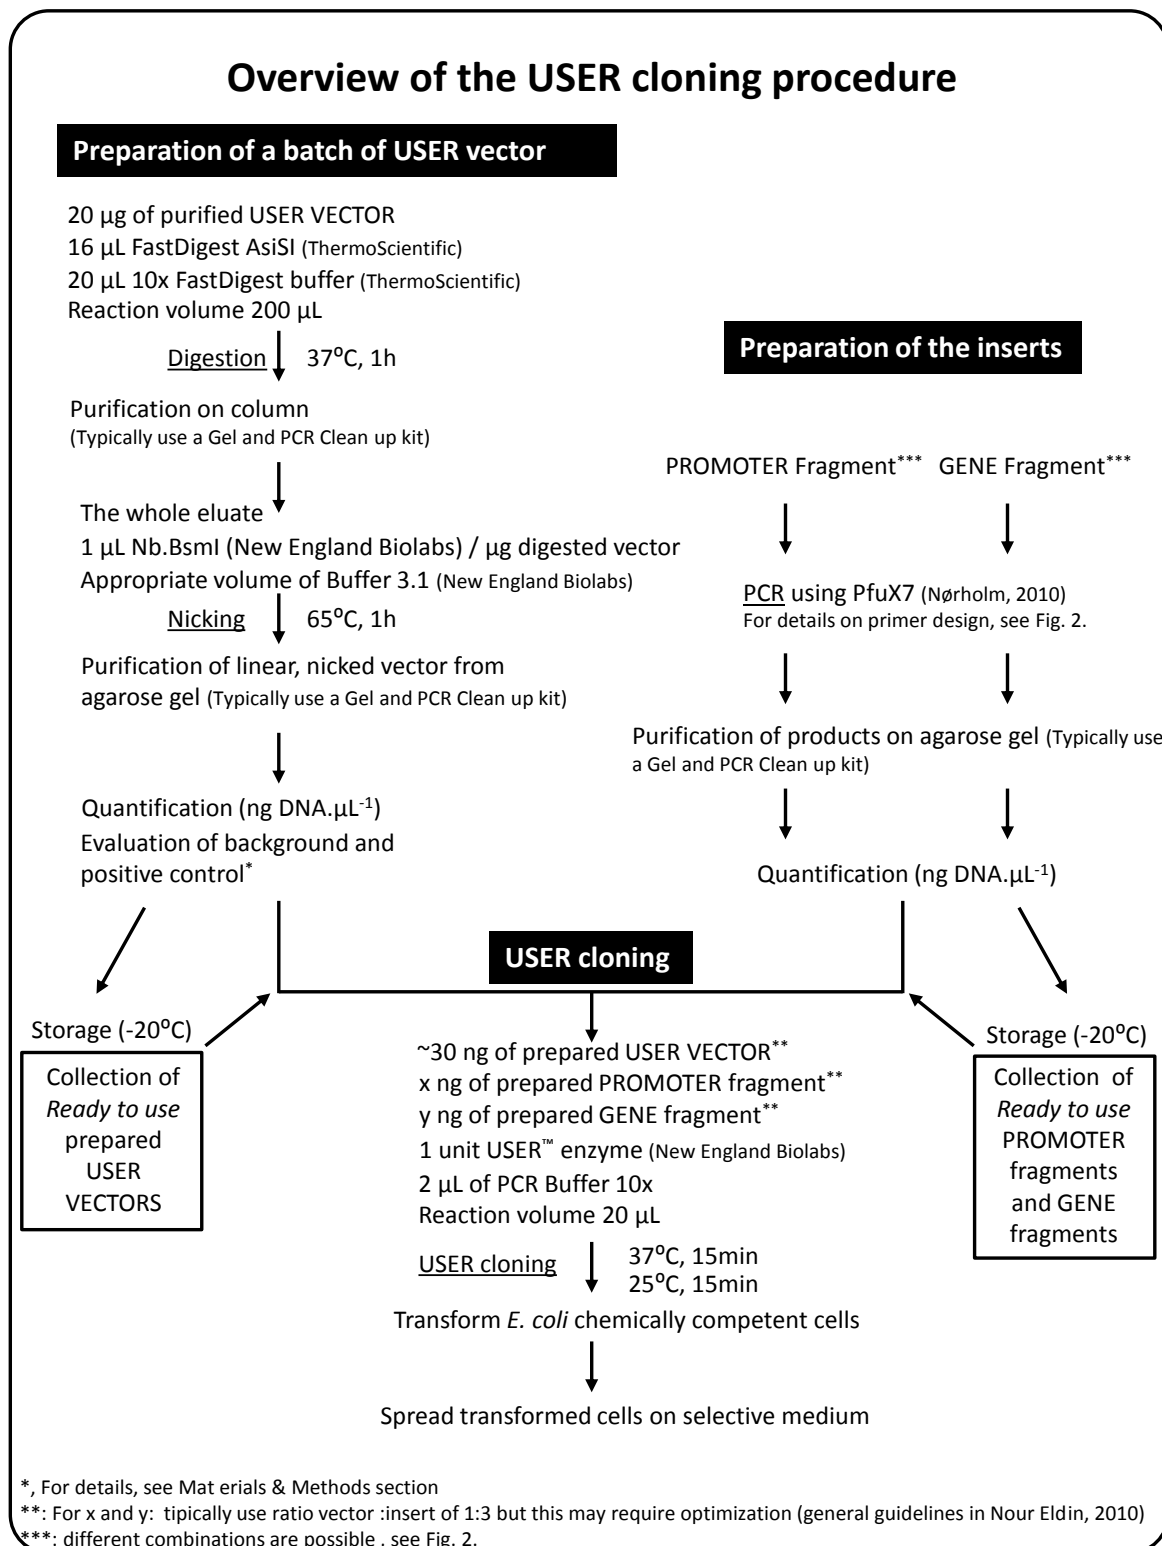 Overview of the USER cloning procedure
Preparation of a batch of USER vector
20 µg of purified USER VECTOR
16 µL FastDigest AsiSI (ThermoScientific)
20 µL 10x FastDigest buffer (ThermoScientific)
Reaction volume 200 µL
Digestion 37°C, 1h
Purification on column
(Typically use a Gel and PCR Clean up kit)
The whole eluate
1 µL Nb.BsmI (New England Biolabs) / µg digested vector
Appropriate volume of Buffer 3.1 (New England Biolabs)
Nicking 65°C, 1h
Purification of linear, nicked vector from
agarose gel (Typically use a Gel and PCR Clean up kit)
Quantification (ng DNA.µL-1)
Evaluation of background and
positive control*
Storage (-20°C)
Collection of
Ready to use
prepared
USER
VECTORS
Preparation of the inserts
PROMOTER Fragment*** GENE Fragment***
PCR using PfuX7 (Nørholm, 2010)
For details on primer design, see Fig. 2.
Purification of products on agarose gel (Typically use
a Gel and PCR Clean up kit)
Quantification (ng DNA.µL-1)
Storage (-20°C)
Collection of
Ready to use
PROMOTER
fragments
and GENE
fragments
USER cloning
~30 ng of prepared USER VECTOR**
x ng of prepared PROMOTER fragment**
y ng of prepared GENE fragment**
1 unit USER™ enzyme (New England Biolabs)
2 µL of PCR Buffer 10x
Reaction volume 20 µL
USER cloning 37°C, 15min
25°C, 15min
Transform E. coli chemically competent cells
Spread transformed cells on selective medium
*, For details, see Mat erials & Methods section
**: For x and y: tipically use ratio vector :insert of 1:3 but this may require optimization (general guidelines in Nour Eldin, 2010)
***: different combinations are possible , see Fig. 2.